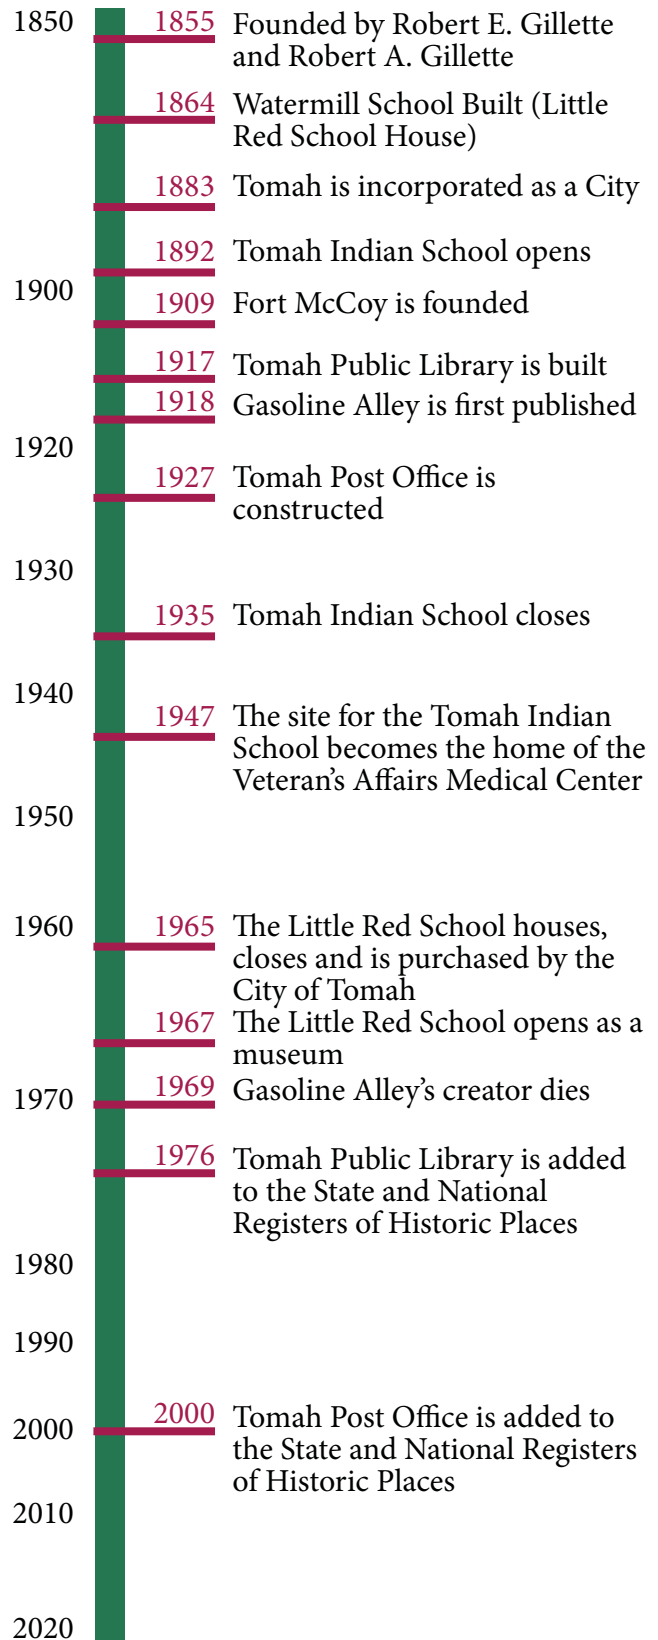 1850
1855 Founded by Robert E. Gillette
and Robert A. Gillette
1864 Watermill School Built (Little
Red School House)
1883 Tomah is incorporated as a City
1892 Tomah Indian School opens
1900
1909 Fort McCoy is founded
1917 Tomah Public Library is built
1918 Gasoline Alley is first published
1920
1927 Tomah Post Office is
constructed
1930
1935 Tomah Indian School closes
1940
1947 The site for the Tomah Indian
School becomes the home of the
Veteran's Affairs Medical Center
1950
1960
1965 The Little Red School houses,
closes and is purchased by the
City of Tomah
1967 The Little Red School opens as a
museum
1970
1969 Gasoline Alley's creator dies
1976 Tomah Public Library is added
to the State and National
Registers of Historic Places
1980
1990
2000
2000 Tomah Post Office is added to
the State and National Registers
of Historic Places
2010
2020